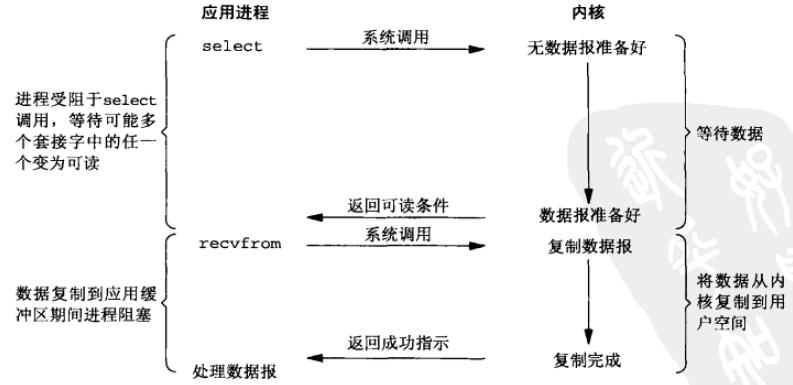 应用进程
内核
select
系统调用
无数据报准备好
进程受阻于select
调用，等待可能多
个套接字中的任一
个变为可读
等待数据
返回可读条件
数据报准备好
recvfrom
系统调用
复制数据报
数据复制到应用缓
冲区期间进程阻塞
将数据从内
核复制到用
户空间
返回成功指示
复制完成
处理数据报